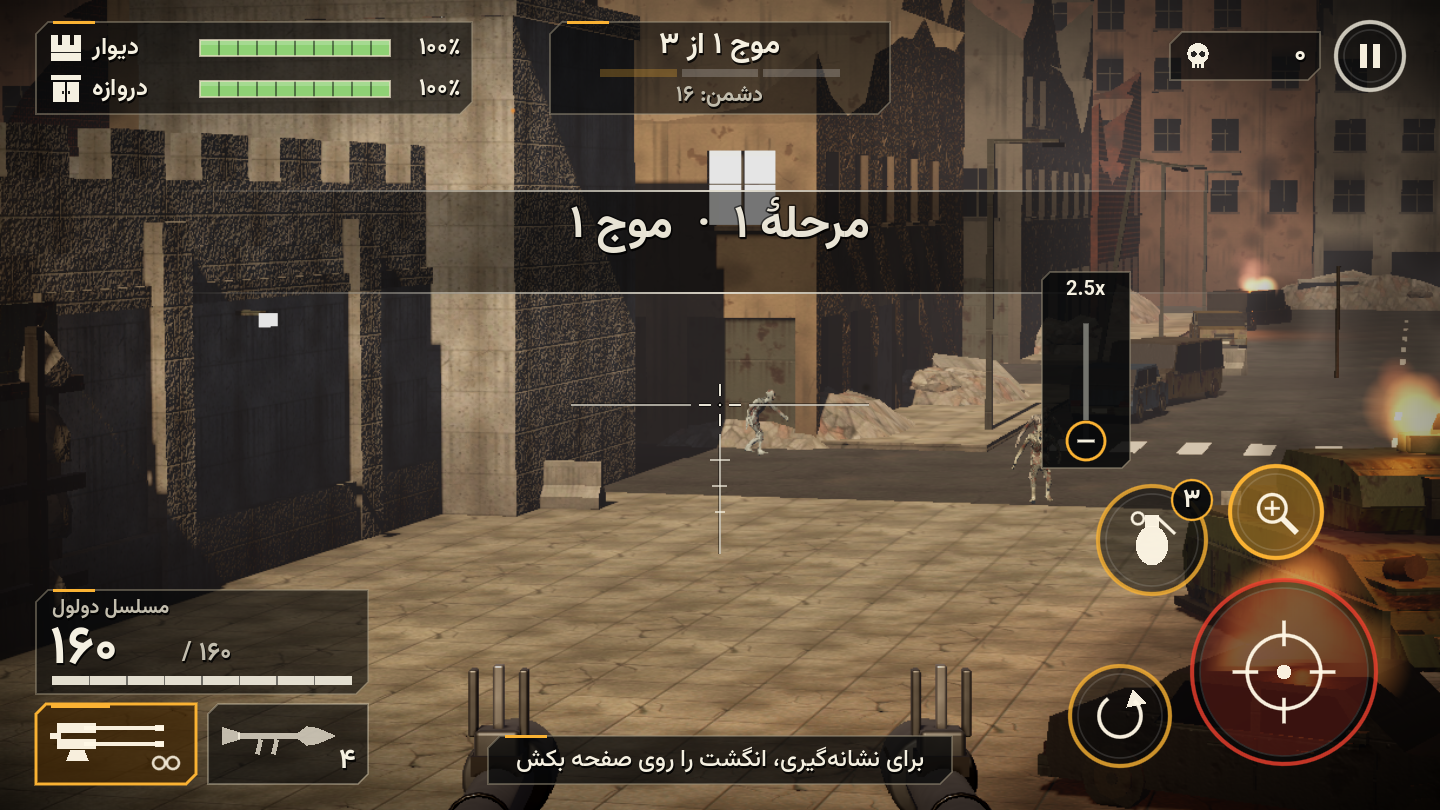 دیوار ۱۰۰٪
دروازه ۱۰۰٪
موج ۱ از ۳
دشمن: ۱۶
۰
مرحلهٔ ۱ · موج ۱
2.5x
۳
مسلسل دولول
۱۶۰ / ۱۶۰
∞
۴
برای نشانه‌گیری، انگشت را روی صفحه بکش